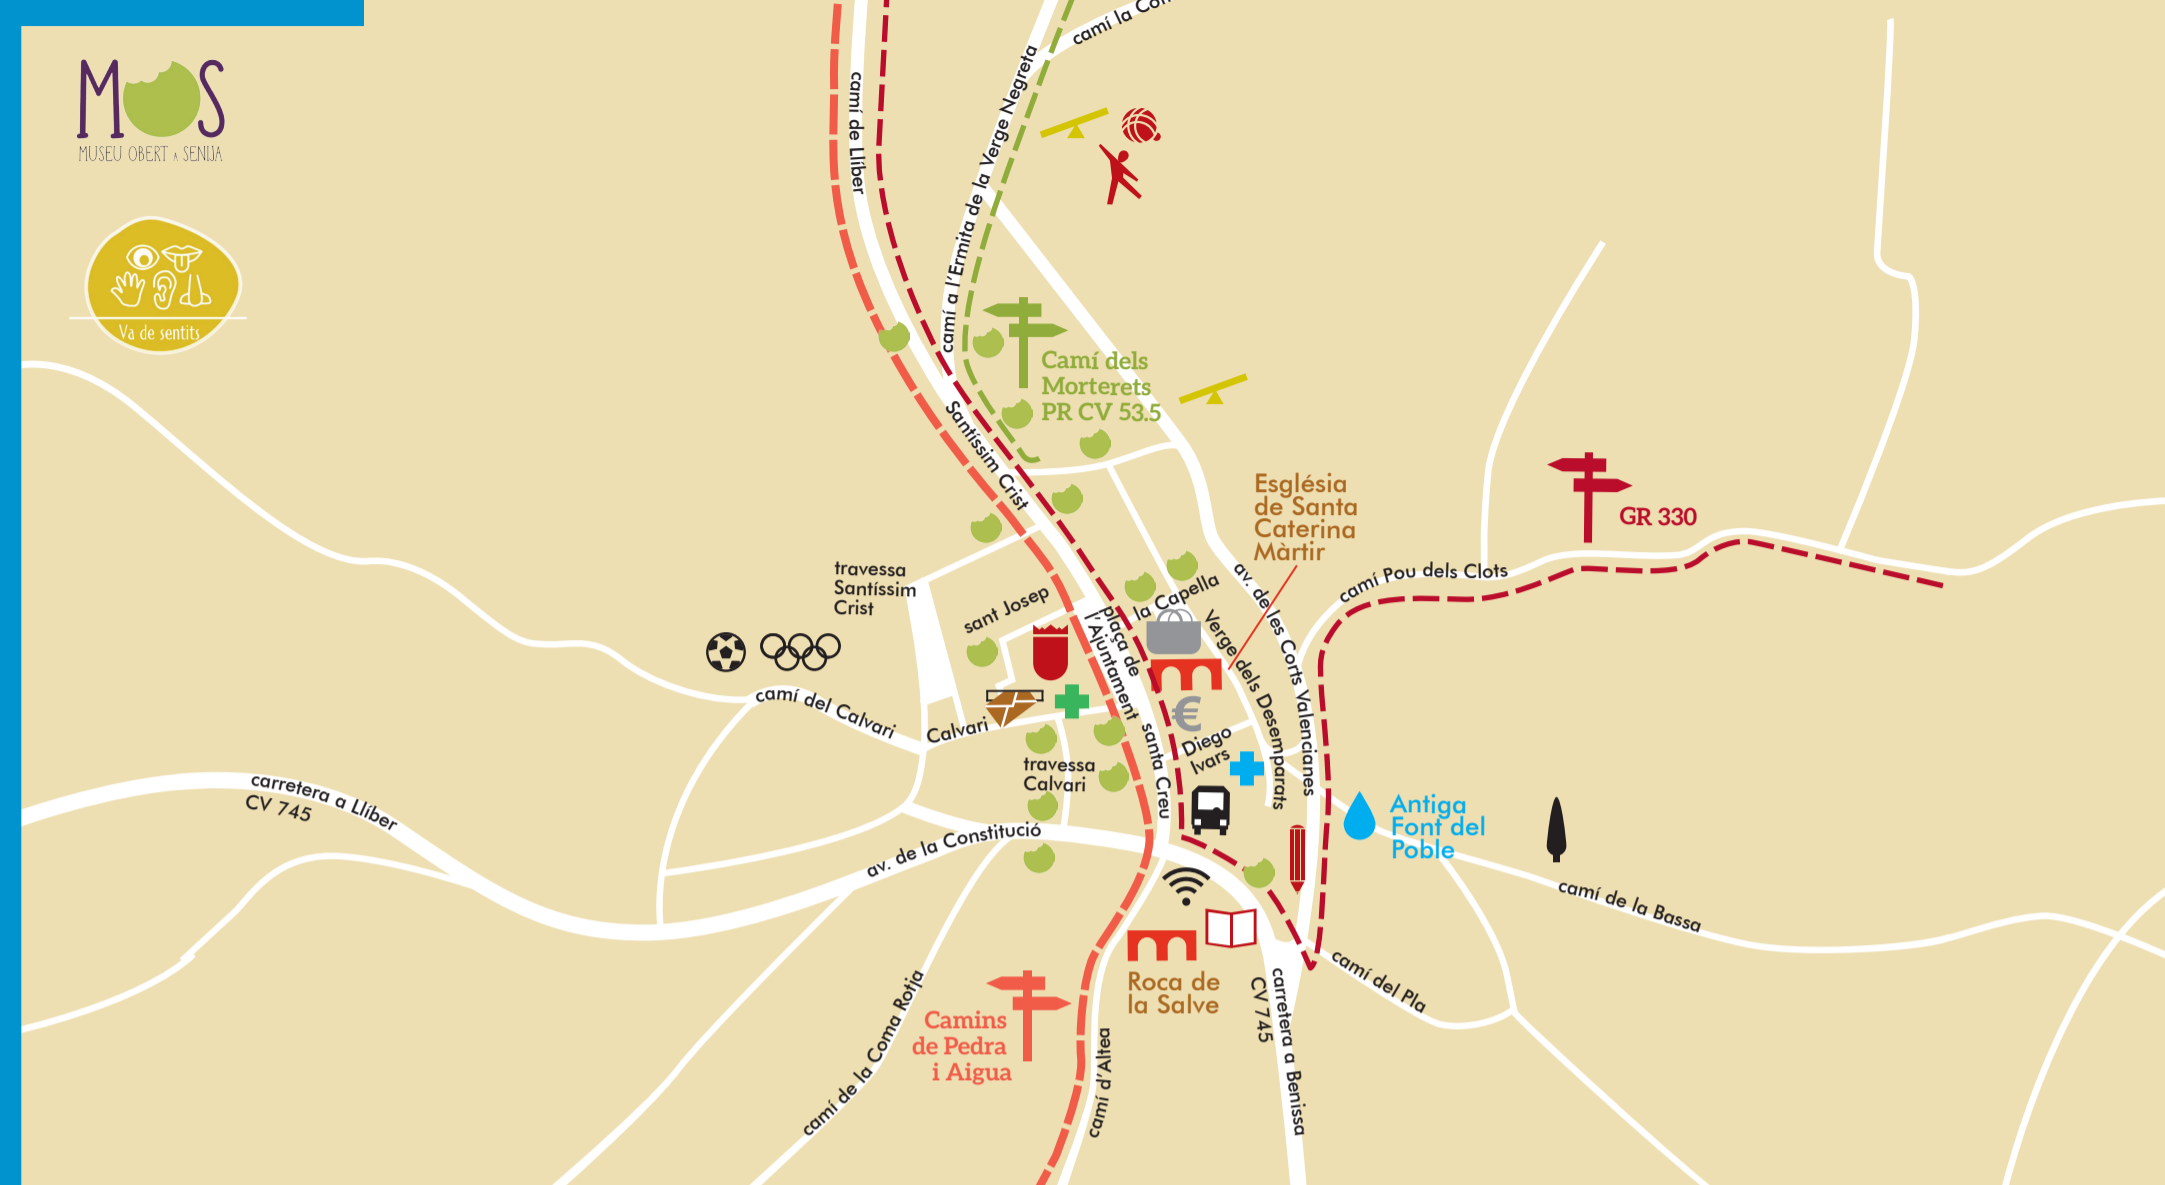 MOS
MUSEU OBERT A SENIJA
Va de sentits
camí la
camí de Llíber
camí a l'Ermita de la Verge Negreta
Camí dels
Morterets
PR CV 53.5
Santíssim Crist
Església
de Santa
Caterina
Màrtir
GR 330
travessa
Santíssim
Crist
sant Josep
la Capella
av. de les Corts Valencianes
camí Pou dels Clots
plaça de
l'Ajuntament
Verge dels Desemparats
camí del Calvari
Calvari
santa Creu
Diego
Ivars
travessa
Calvari
carretera a Llíber
CV 745
av. de la Constitució
Antiga
Font del
Poble
camí de la Bassa
Roca de
la Salve
camí del Pla
carretera a Benissa
CV 745
Camins
de Pedra
i Aigua
camí de la Coma Rotja
camí d'Altea